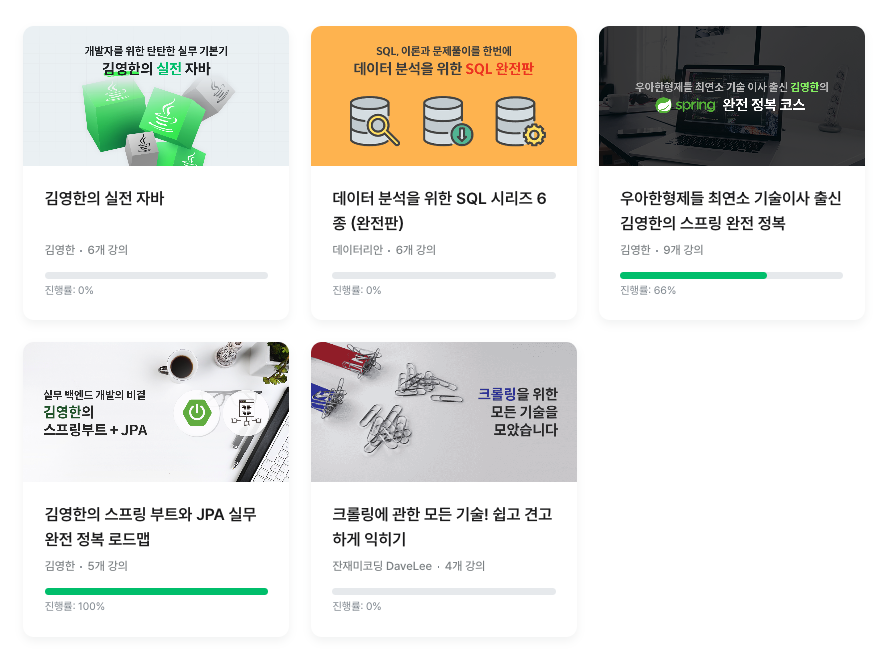 개발자를 위한 탄탄한 실무 기본기
김영한의 실전 자바
김영한의 실전 자바
김영한 · 6개 강의
진행률: 0%
SQL, 이론과 문제풀이를 한번에
데이터 분석을 위한 SQL 완전판
데이터 분석을 위한 SQL 시리즈 6
종 (완전판)
데이터리안 · 6개 강의
진행률: 0%
우아한형제들 최연소 기술 이사 출신 김영한의
spring 완전 정복 코스
우아한형제들 최연소 기술이사 출신
김영한의 스프링 완전 정복
김영한 · 9개 강의
진행률: 66%
실무 백엔드 개발의 비결
김영한의
스프링부트 + JPA
김영한의 스프링 부트와 JPA 실무
완전 정복 로드맵
김영한 · 5개 강의
진행률: 100%
크롤링을 위한
모든 기술을
모았습니다
크롤링에 관한 모든 기술! 쉽고 견고
하게 익히기
잔재미코딩 DaveLee · 4개 강의
진행률: 0%